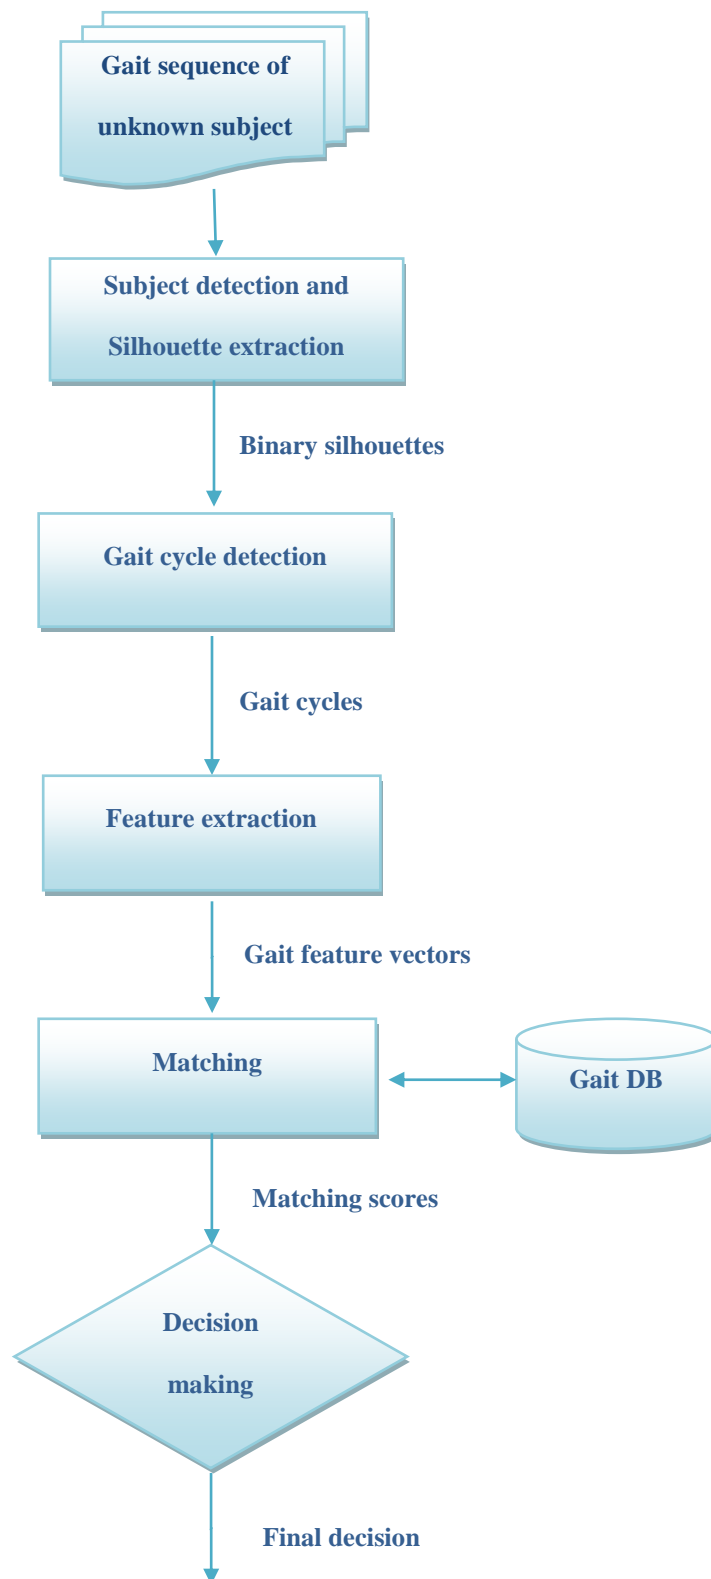 Gait sequence of
unknown subject
Subject detection and
Silhouette extraction
Binary silhouettes
Gait cycle detection
Gait cycles
Feature extraction
Gait feature vectors
Matching
Gait DB
Matching scores
Decision
making
Final decision